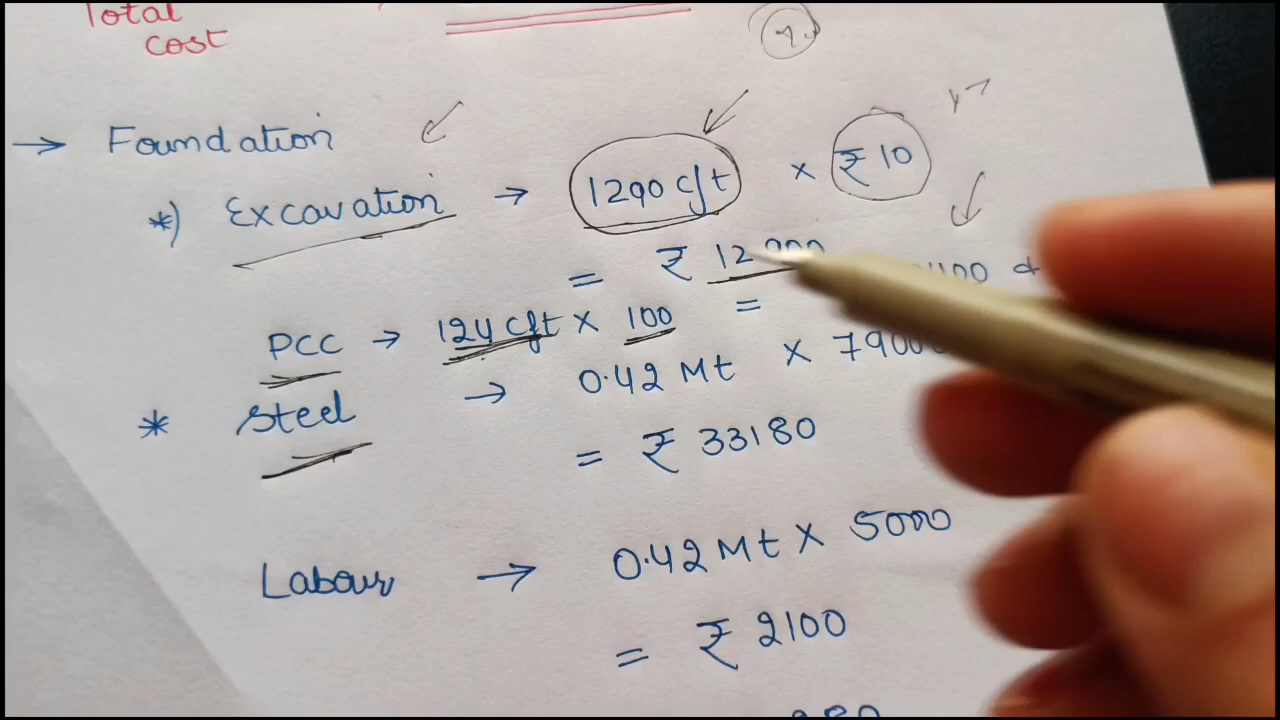 Total
cost
→ Foundation
*) Excavation → 1290 cft × ₹ 10
= ₹
PCC → 124 cft × 100 =
* Steel → 0.42 Mt × 7900
= ₹ 33180
Labour → 0.42 Mt × 5000
= ₹ 2100